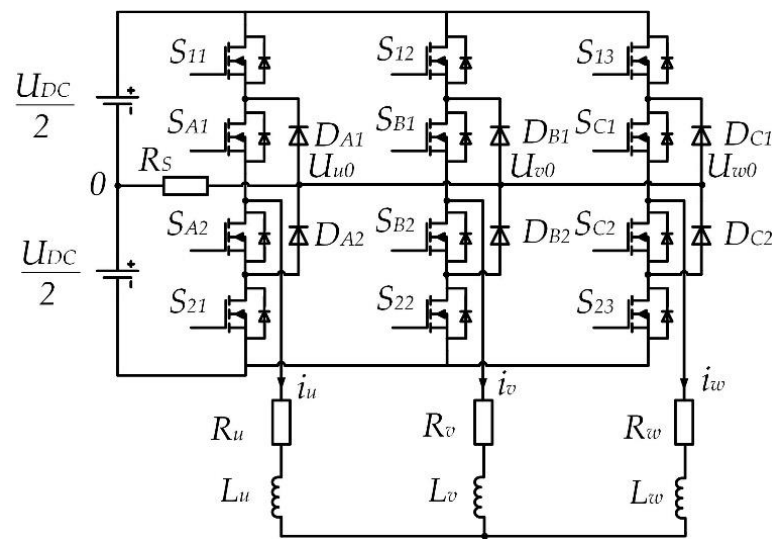 S11 S12 S13
UDC
2
SA1 DA1 SB1 DB1 SC1 DC1
RS Uu0 Uv0 Uw0
0
SA2 DA2 SB2 DB2 SC2 DC2
UDC
2
S21 S22 S23
iu iv iw
Ru Rv Rw
Lu Lv Lw